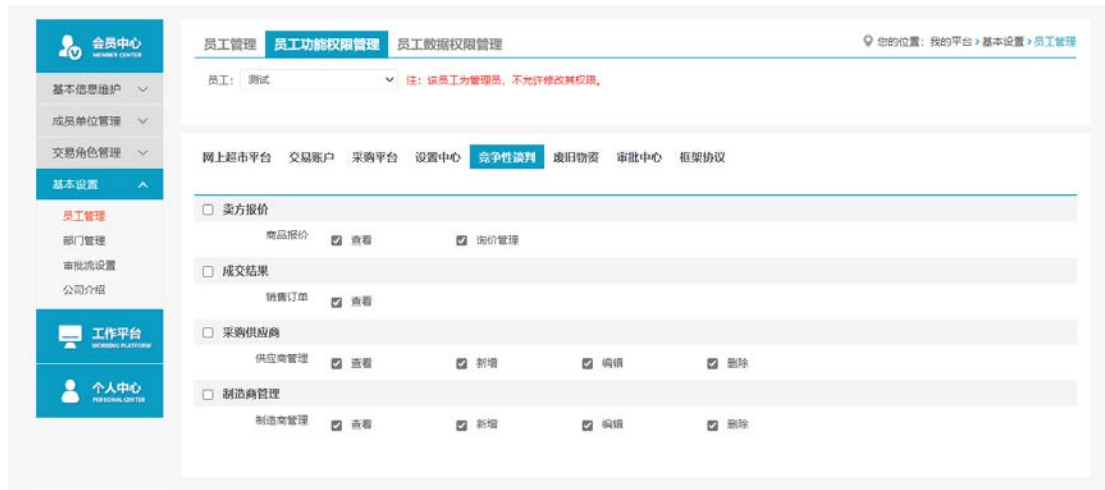 会员中心
MEMBER CENTER
基本信息维护
成员单位管理
交易角色管理
基本设置
员工管理
部门管理
审批流设置
公司介绍
工作平台
WORKING PLATFORM
个人中心
PERSONAL CENTER
员工管理 员工功能权限管理 员工数据权限管理
您的位置：我的平台>基本设置>员工管理
员工： 测试 注：该员工为管理员，不允许修改其权限。
网上超市平台 交易账户 采购平台 设置中心 竞争性谈判 废旧物资 审批中心 框架协议
卖方报价
商品报价 查看 询价管理
成交结果
销售订单 查看
采购供应商
供应商管理 查看 新增 编辑 删除
制造商管理
制造商管理 查看 新增 编辑 删除